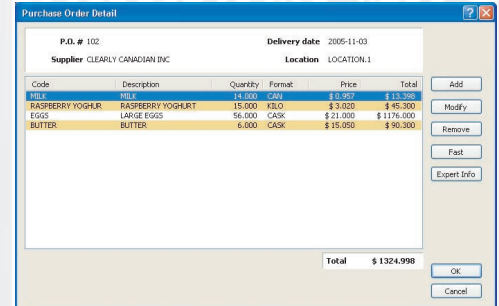 Purchase Order Detail
P.O. # 102 Delivery date 2005-11-03
Supplier CLEARLY CANADIAN INC Location LOCATION.1
Code Description Quantity Format Price Total
MILK MILK 14.000 CAN $ 0.957 $ 13.398
RASPBERRY YOGHUR RASPBERRY YOGHURT 15.000 KILO $ 3.020 $ 45.300
EGGS LARGE EGGS 56.000 CASK $ 21.000 $ 1176.000
BUTTER BUTTER 6.000 CASK $ 15.050 $ 90.300
Add
Modify
Remove
Fast
Expert Info
Total $ 1324.998
OK
Cancel